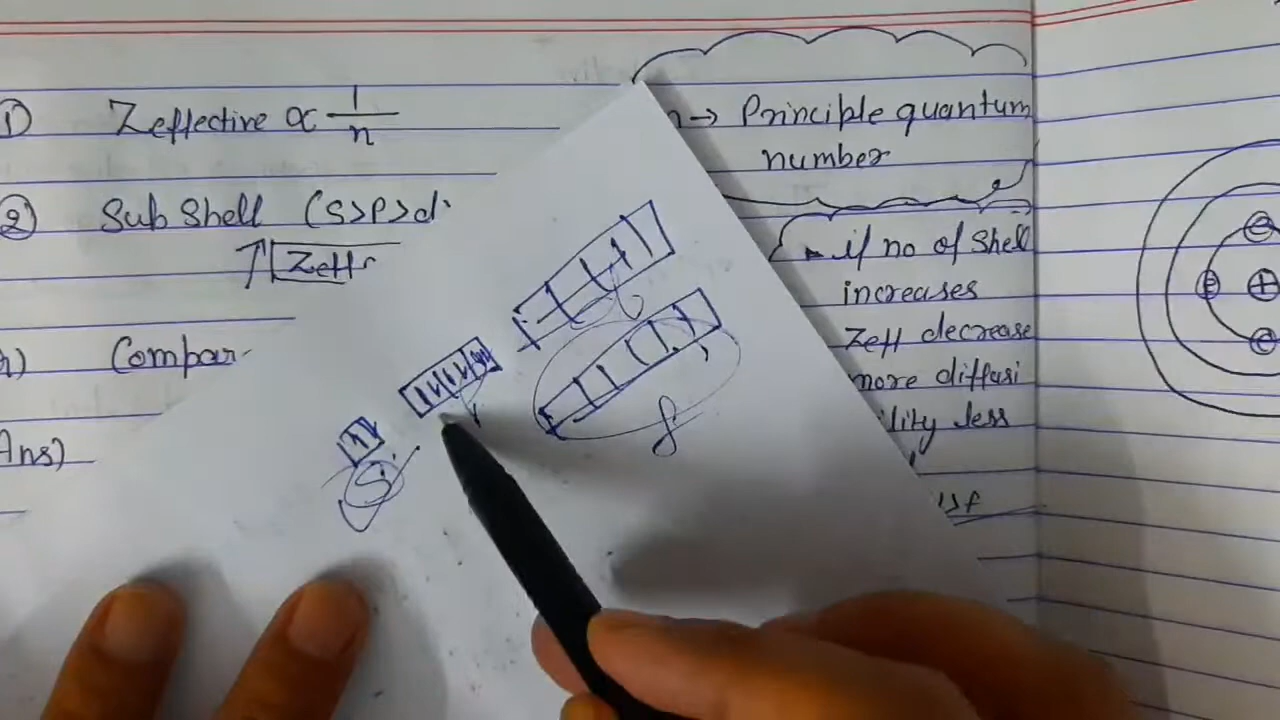 1) Zeffective ∝ 1/n
n → Principle quantum
number
2) Sub Shell (s>p>d
↑ Zeff
if no of shell
increases
Zeff decrease
more diffusi
ility less
Compar
Ans)
S
f